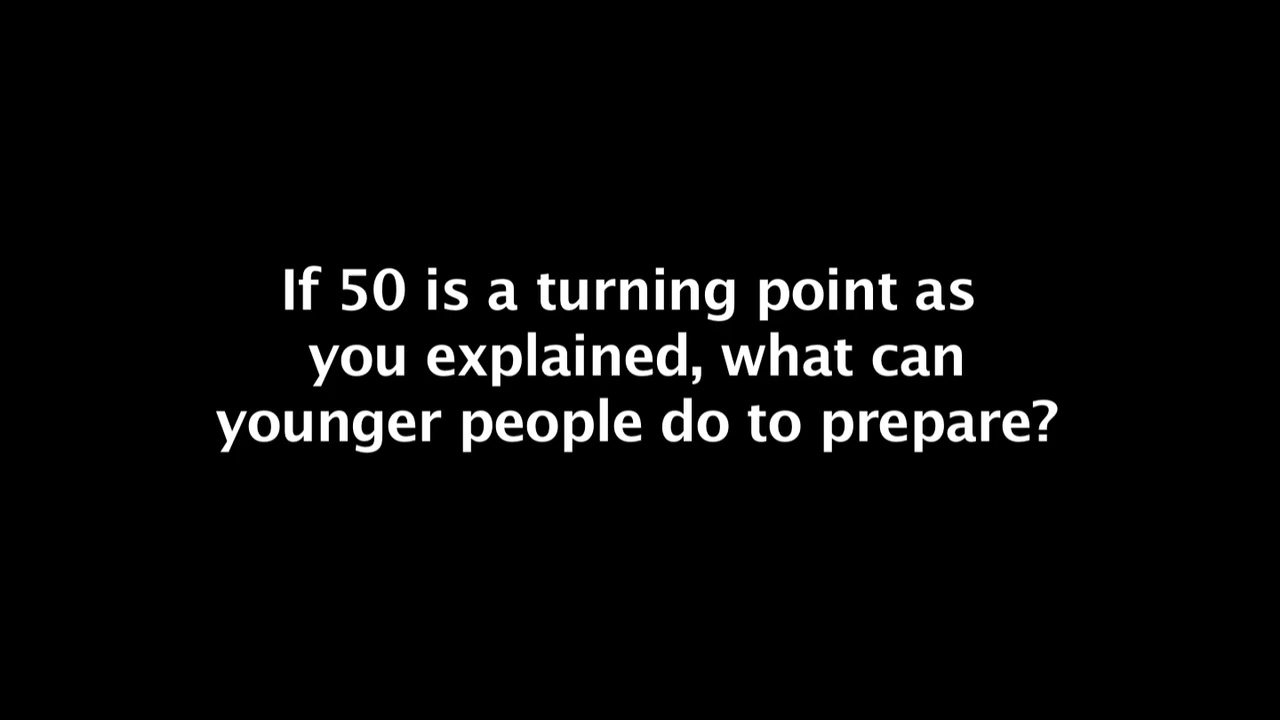 If 50 is a turning point as
you explained, what can
younger people do to prepare?